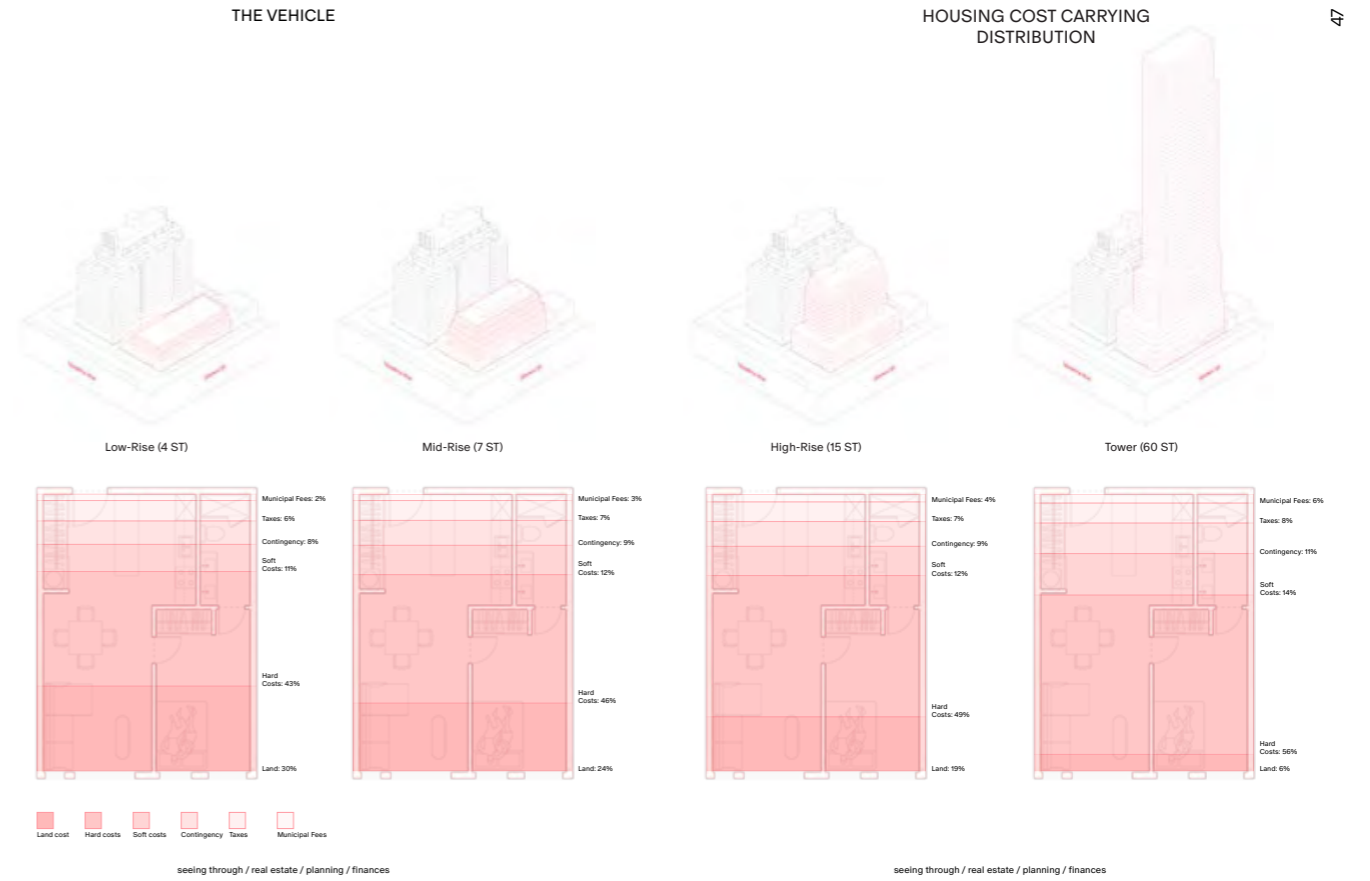 THE VEHICLE
HOUSING COST CARRYING
DISTRIBUTION
47
Low-Rise (4 ST)
Mid-Rise (7 ST)
High-Rise (15 ST)
Tower (60 ST)
Municipal Fees: 2%
Taxes: 6%
Contingency: 8%
Soft
Costs: 11%
Hard
Costs: 43%
Land: 30%
Municipal Fees: 3%
Taxes: 7%
Contingency: 9%
Soft
Costs: 12%
Hard
Costs: 46%
Land: 24%
Municipal Fees: 4%
Taxes: 7%
Contingency: 9%
Soft
Costs: 12%
Hard
Costs: 49%
Land: 19%
Municipal Fees: 6%
Taxes: 8%
Contingency: 11%
Soft
Costs: 14%
Hard
Costs: 56%
Land: 6%
Land cost
Hard costs
Soft costs
Contingency
Taxes
Municipal Fees
seeing through / real estate / planning / finances
seeing through / real estate / planning / finances